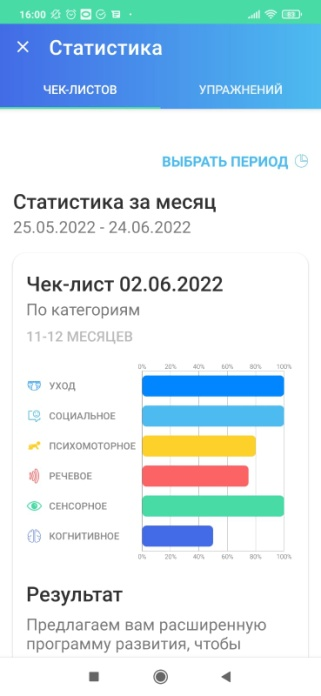 16:00
63
Статистика
ЧЕК-ЛИСТОВ
УПРАЖНЕНИЙ
ВЫБРАТЬ ПЕРИОД
Статистика за месяц
25.05.2022 - 24.06.2022
Чек-лист 02.06.2022
По категориям
11-12 МЕСЯЦЕВ
0% 20% 40% 60% 80% 100%
УХОД
СОЦИАЛЬНОЕ
ПСИХОМОТОРНОЕ
РЕЧЕВОЕ
СЕНСОРНОЕ
КОГНИТИВНОЕ
0% 20% 40% 60% 80% 100%
Результат
Предлагаем вам расширенную
программу развития, чтобы